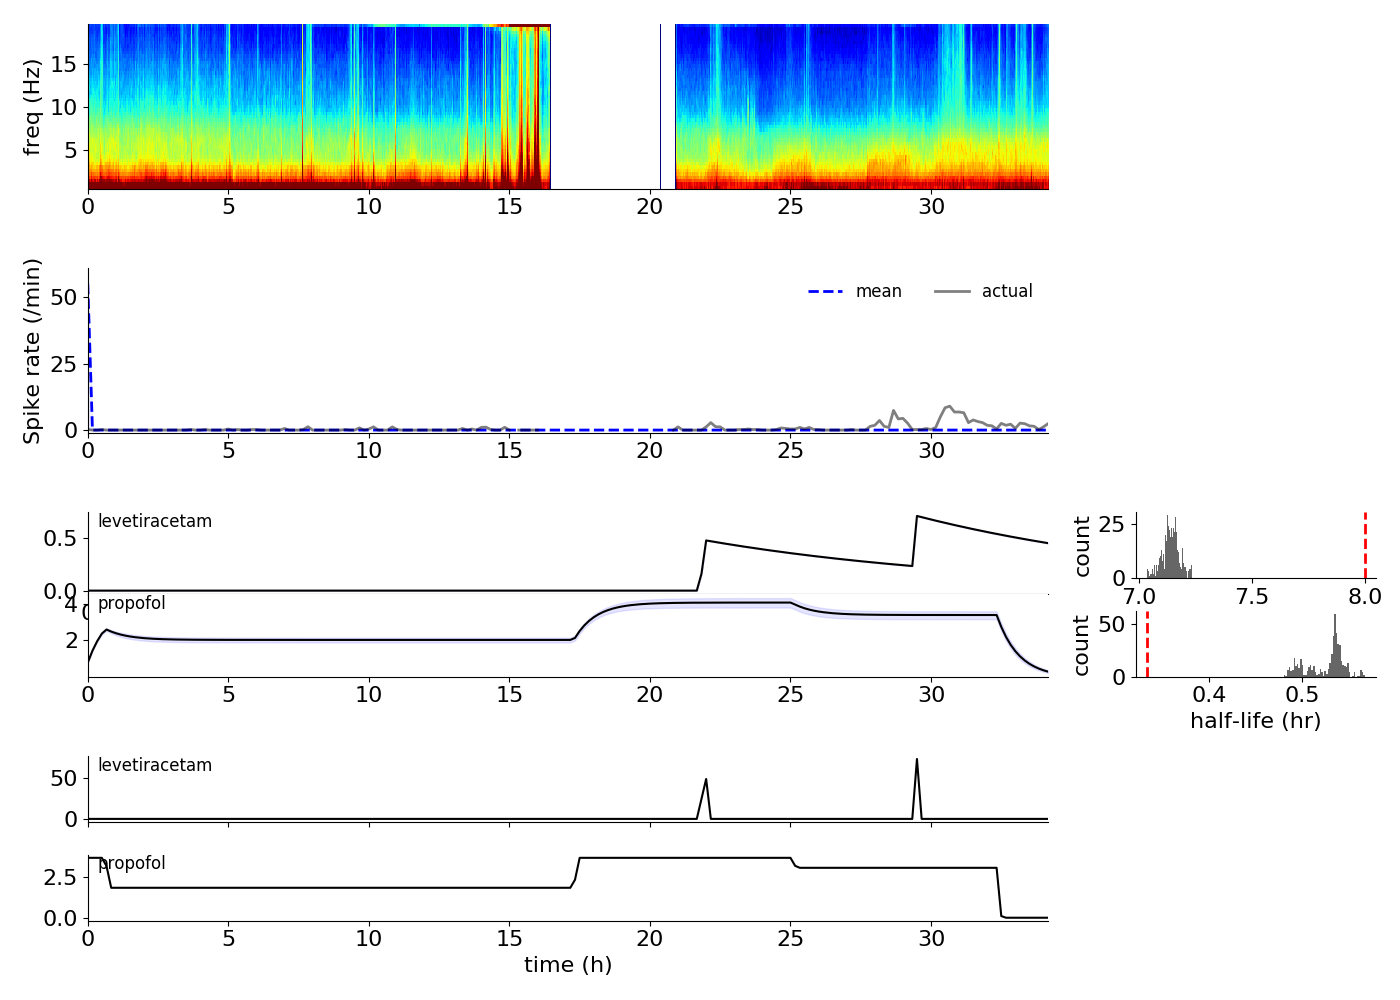 freq (Hz)
15
10
5
0 5 10 15 20 25 30
Spike rate (/min)
50
25
0
mean actual
0 5 10 15 20 25 30
levetiracetam
0.5
0.0
count
25
0
7.0 7.5 8.0
propofol
4
2
0 5 10 15 20 25 30
count
50
0
0.4 0.5
half-life (hr)
levetiracetam
50
0
propofol
2.5
0.0
0 5 10 15 20 25 30
time (h)